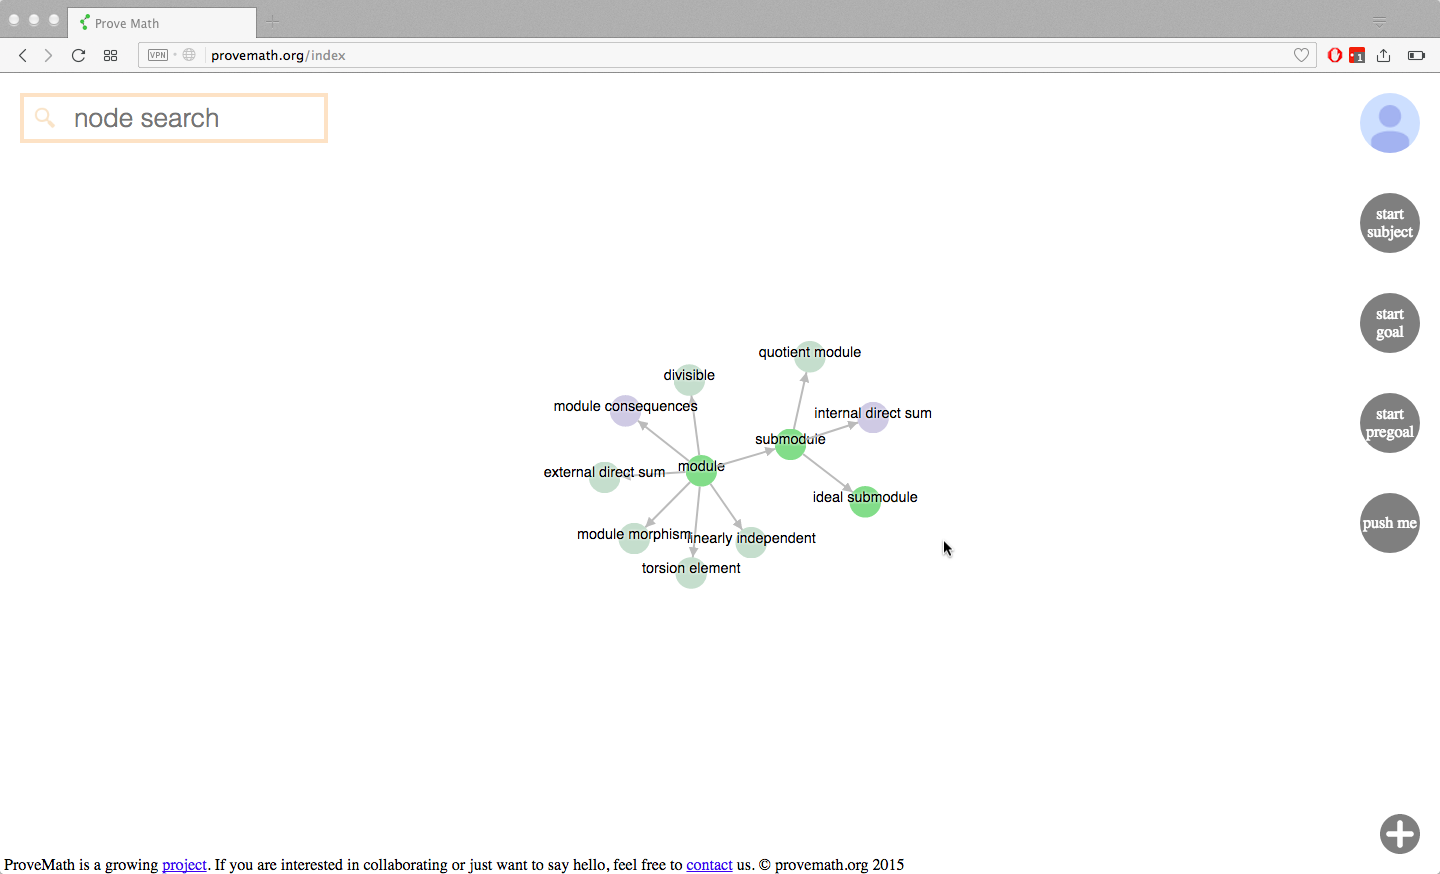 Prove Math
VPN
provemath.org/index
1
node search
start
subject
start
goal
start
pregoal
push me
quotient module
divisible
module consequences
internal direct sum
submodule
module
external direct sum
ideal submodule
module morphism
linearly independent
torsion element
ProveMath is a growing project. If you are interested in collaborating or just want to say hello, feel free to contact us. © provemath.org 2015